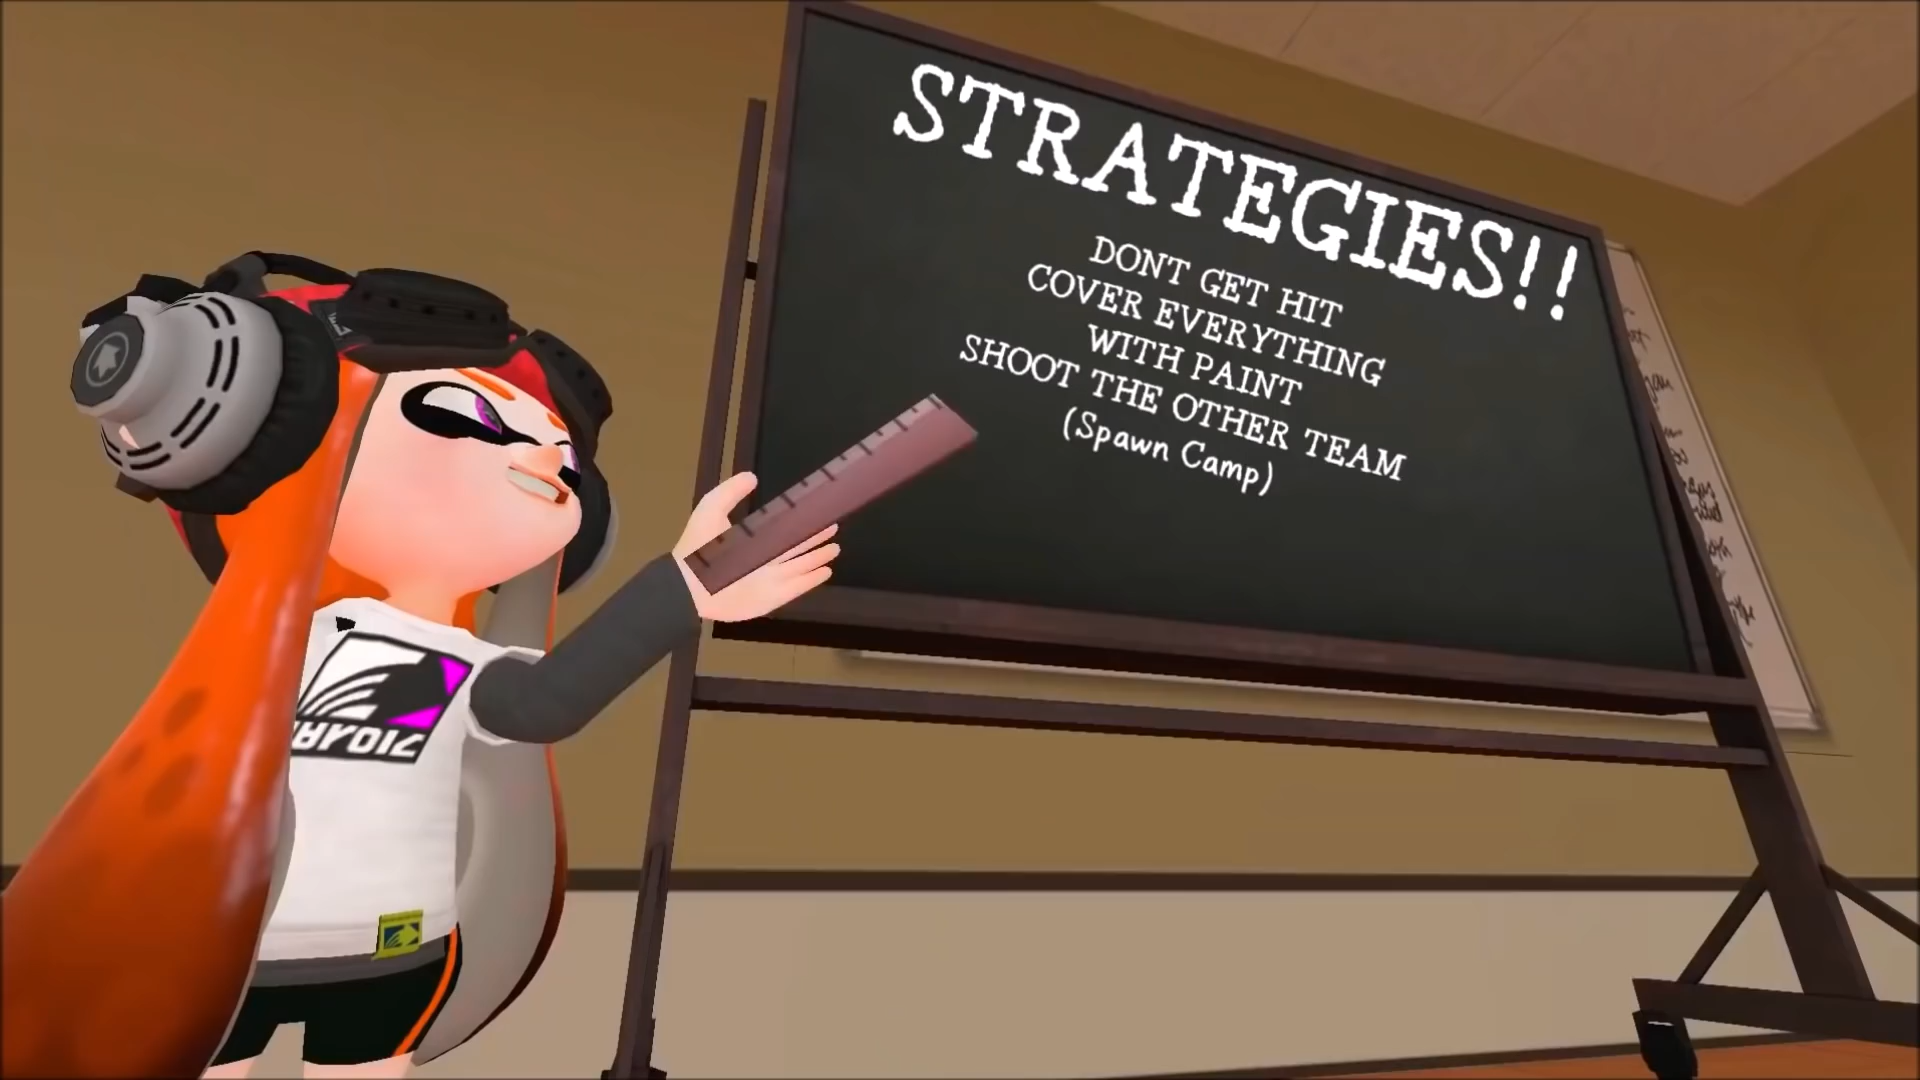 STRATEGIES!!
DONT GET HIT
COVER EVERYTHING
WITH PAINT
SHOOT THE OTHER TEAM
(Spawn Camp)